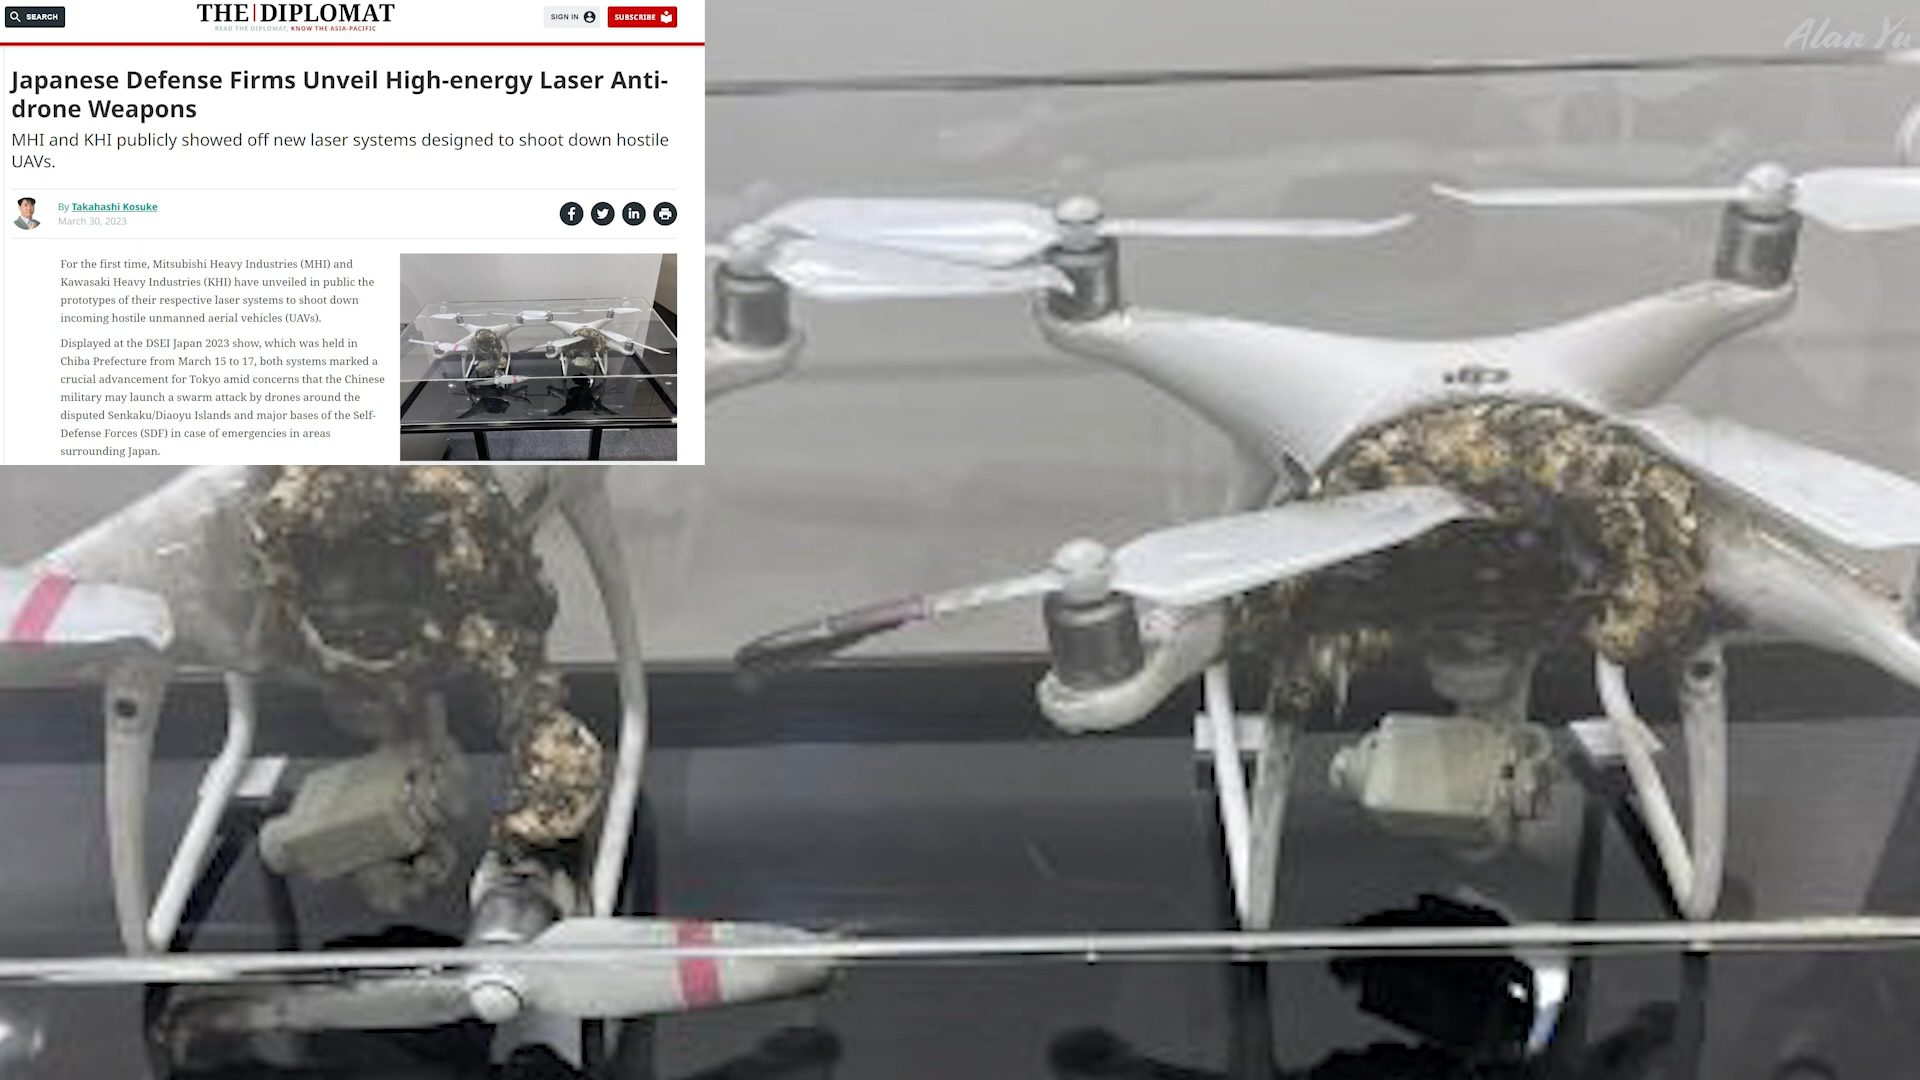 SEARCH
THE|DIPLOMAT
READ THE DIPLOMAT, KNOW THE ASIA-PACIFIC
SIGN IN
SUBSCRIBE
Japanese Defense Firms Unveil High-energy Laser Anti-
drone Weapons
MHI and KHI publicly showed off new laser systems designed to shoot down hostile
UAVs.
By Takahashi Kosuke
March 30, 2023
For the first time, Mitsubishi Heavy Industries (MHI) and
Kawasaki Heavy Industries (KHI) have unveiled in public the
prototypes of their respective laser systems to shoot down
incoming hostile unmanned aerial vehicles (UAVs).
Displayed at the DSEI Japan 2023 show, which was held in
Chiba Prefecture from March 15 to 17, both systems marked a
crucial advancement for Tokyo amid concerns that the Chinese
military may launch a swarm attack by drones around the
disputed Senkaku/Diaoyu Islands and major bases of the Self-
Defense Forces (SDF) in case of emergencies in areas
surrounding Japan.
Alan Yu